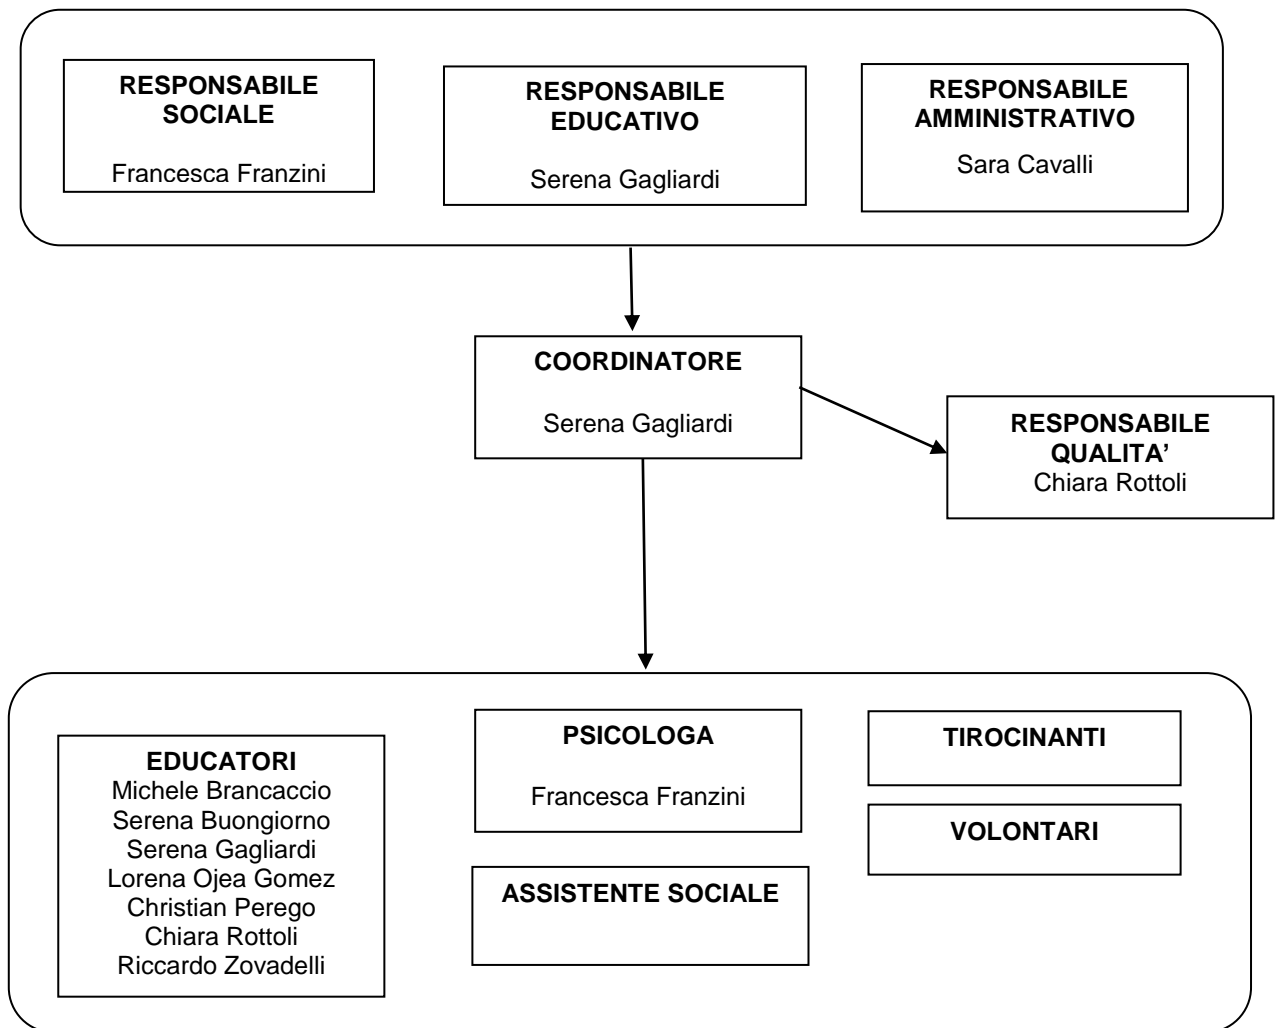 RESPONSABILE
SOCIALE
Francesca Franzini
RESPONSABILE
EDUCATIVO
Serena Gagliardi
RESPONSABILE
AMMINISTRATIVO
Sara Cavalli
COORDINATORE
Serena Gagliardi
RESPONSABILE
QUALITA’
Chiara Rottoli
EDUCATORI
Michele Brancaccio
Serena Buongiorno
Serena Gagliardi
Lorena Ojea Gomez
Christian Perego
Chiara Rottoli
Riccardo Zovadelli
PSICOLOGA
Francesca Franzini
ASSISTENTE SOCIALE
TIROCINANTI
VOLONTARI